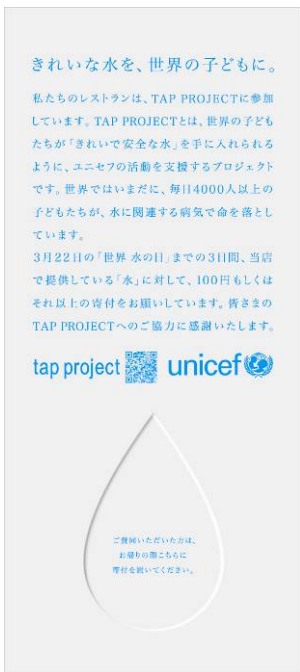 きれいな水を、世界の子どもに。
私たちのレストランは、TAP PROJECTに参加
しています。TAP PROJECTとは、世界の子ども
たちが「きれいで安全な水」を手に入れられる
ように、ユニセフの活動を支援するプロジェクト
です。世界ではいまだに、毎日4000人以上の
子どもたちが、水に関連する病気で命を落とし
ています。
3月22日の「世界 水の日」までの3日間、当店
で提供している「水」に対して、100円もしくは
それ以上の寄付をお願いしています。皆さまの
TAP PROJECTへのご協力に感謝いたします。
tap project unicef
ご賛同いただいた方は、
お帰りの際こちらに
寄付を置いてください。